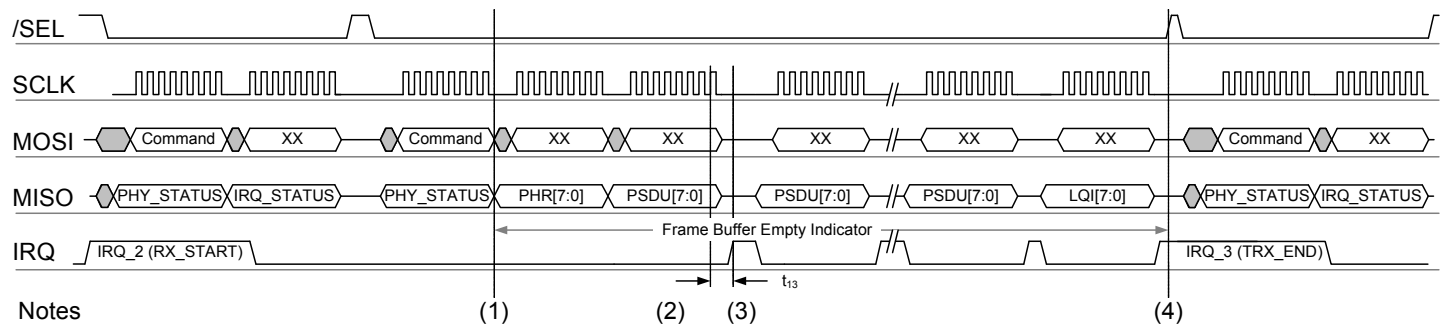 /SEL
SCLK
MOSI Command XX Command XX XX XX XX XX Command XX
MISO PHY_STATUS IRQ_STATUS PHY_STATUS PHR[7:0] PSDU[7:0] PSDU[7:0] PSDU[7:0] LQI[7:0] PHY_STATUS IRQ_STATUS
Frame Buffer Empty Indicator
IRQ IRQ_2 (RX_START) IRQ_3 (TRX_END)
t₁₃
Notes (1) (2) (3) (4)